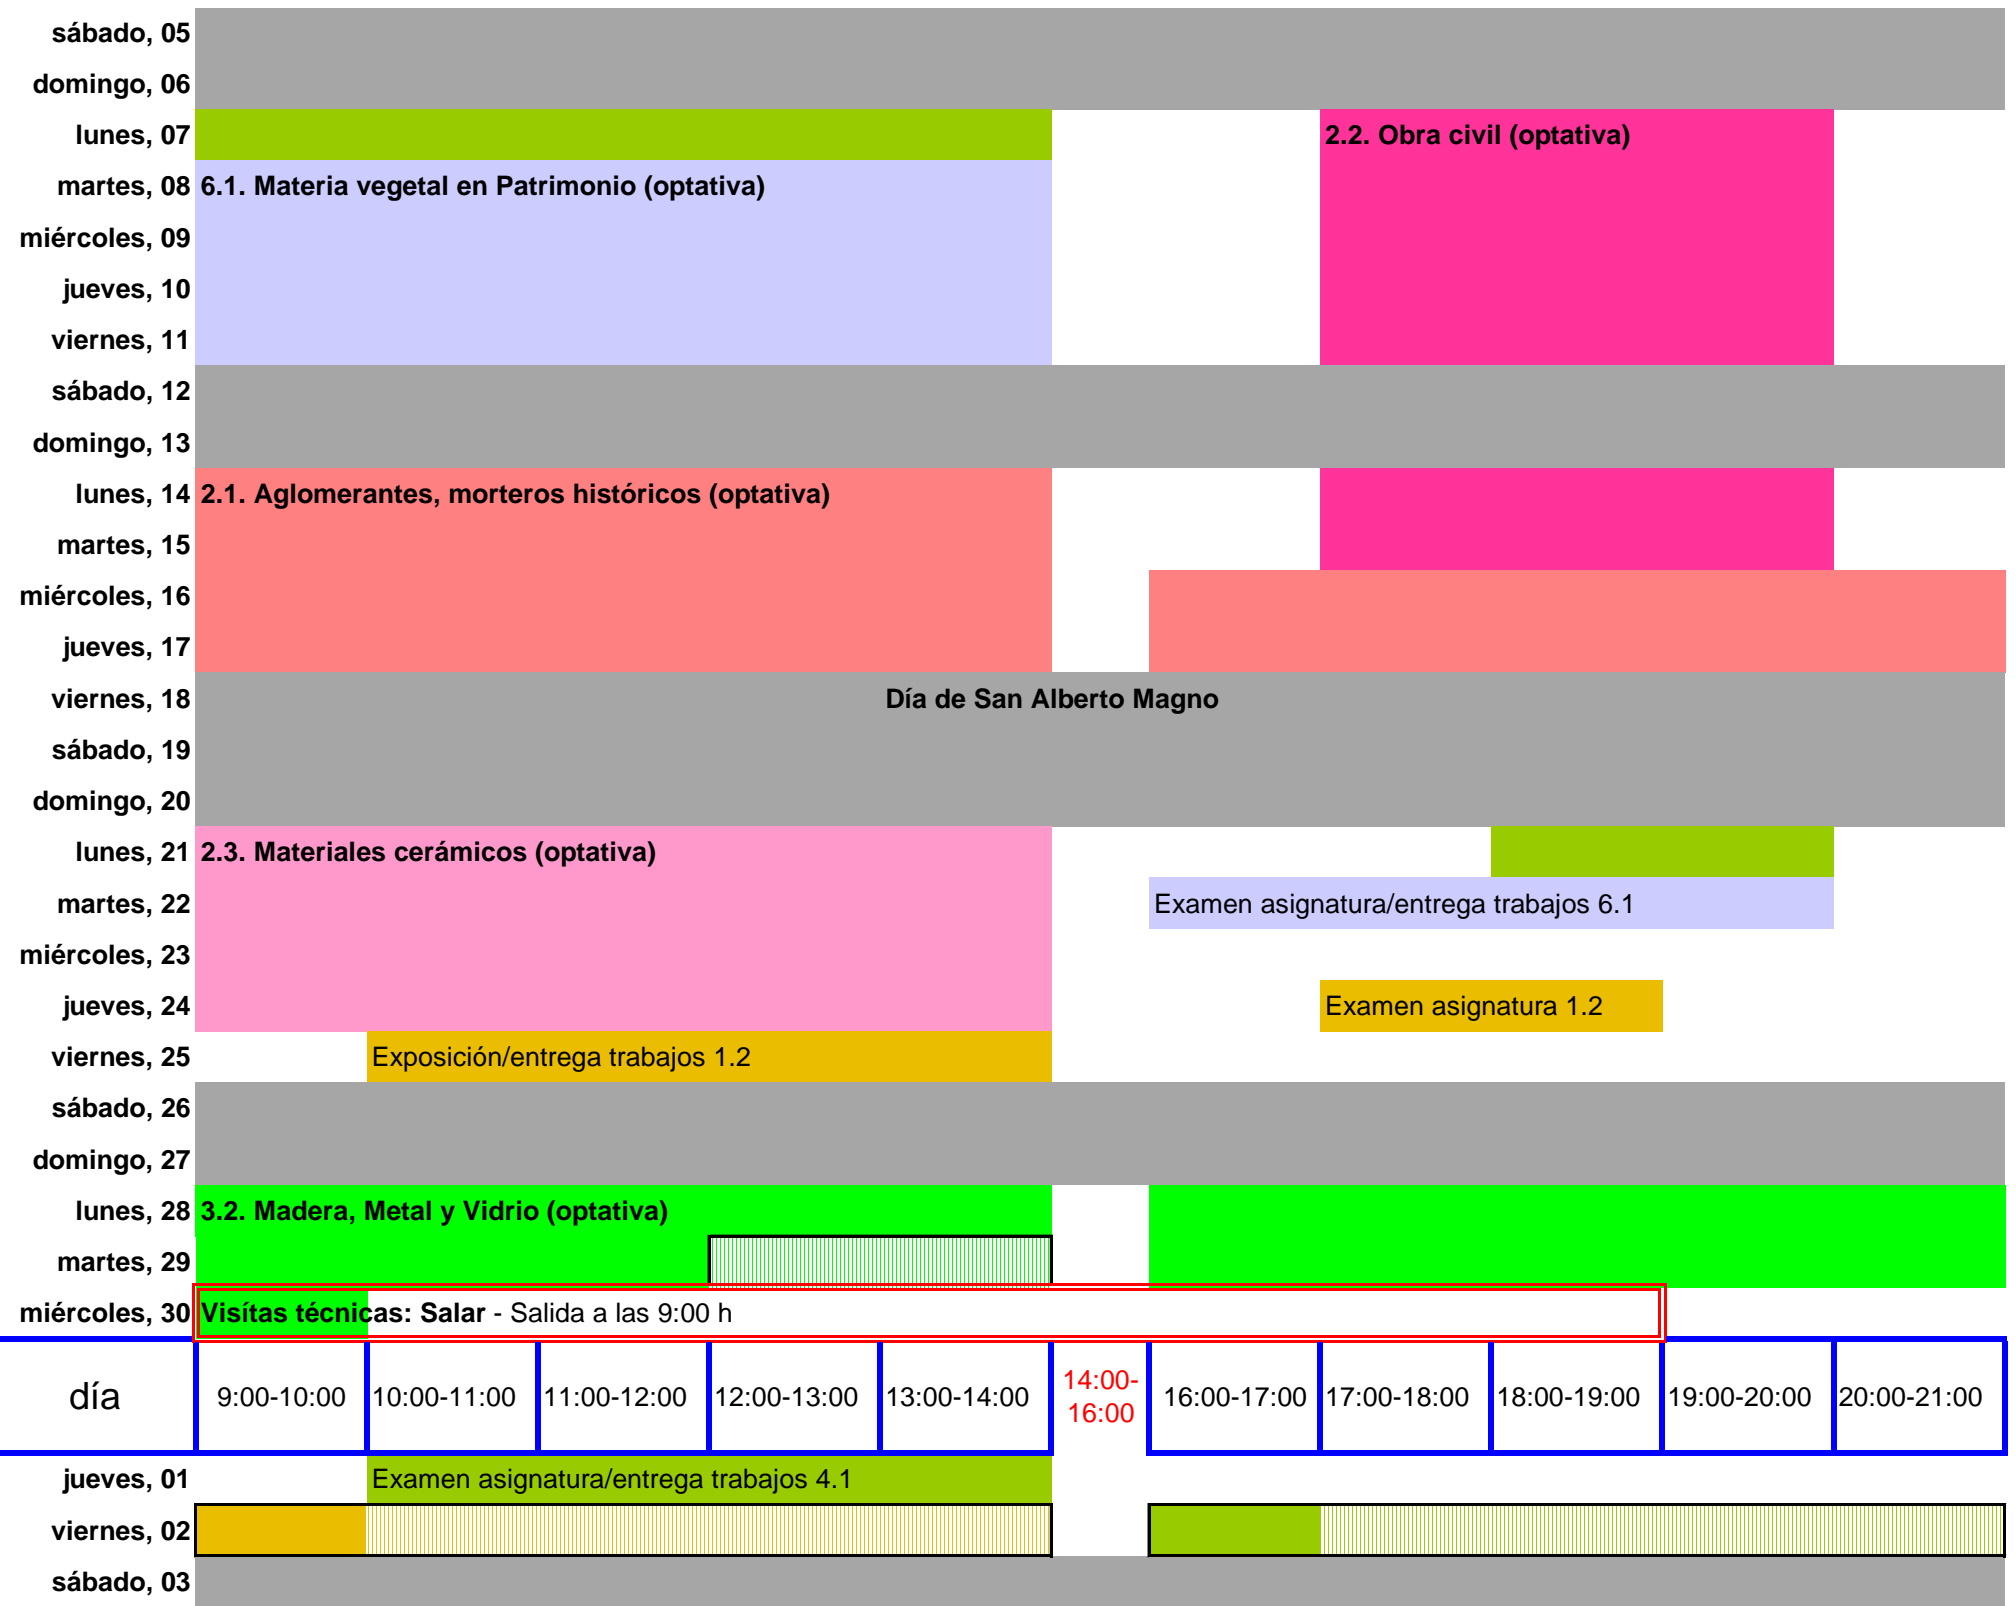 sábado, 05
domingo, 06
lunes, 07 2.2. Obra civil (optativa)
martes, 08 6.1. Materia vegetal en Patrimonio (optativa)
miércoles, 09
jueves, 10
viernes, 11
sábado, 12
domingo, 13
lunes, 14 2.1. Aglomerantes, morteros históricos (optativa)
martes, 15
miércoles, 16
jueves, 17
viernes, 18 Día de San Alberto Magno
sábado, 19
domingo, 20
lunes, 21 2.3. Materiales cerámicos (optativa)
martes, 22 Examen asignatura/entrega trabajos 6.1
miércoles, 23
jueves, 24 Examen asignatura 1.2
viernes, 25 Exposición/entrega trabajos 1.2
sábado, 26
domingo, 27
lunes, 28 3.2. Madera, Metal y Vidrio (optativa)
martes, 29
miércoles, 30 Visítas técnicas: Salar - Salida a las 9:00 h
día 9:00-10:00 10:00-11:00 11:00-12:00 12:00-13:00 13:00-14:00 14:00-16:00 16:00-17:00 17:00-18:00 18:00-19:00 19:00-20:00 20:00-21:00
jueves, 01 Examen asignatura/entrega trabajos 4.1
viernes, 02
sábado, 03